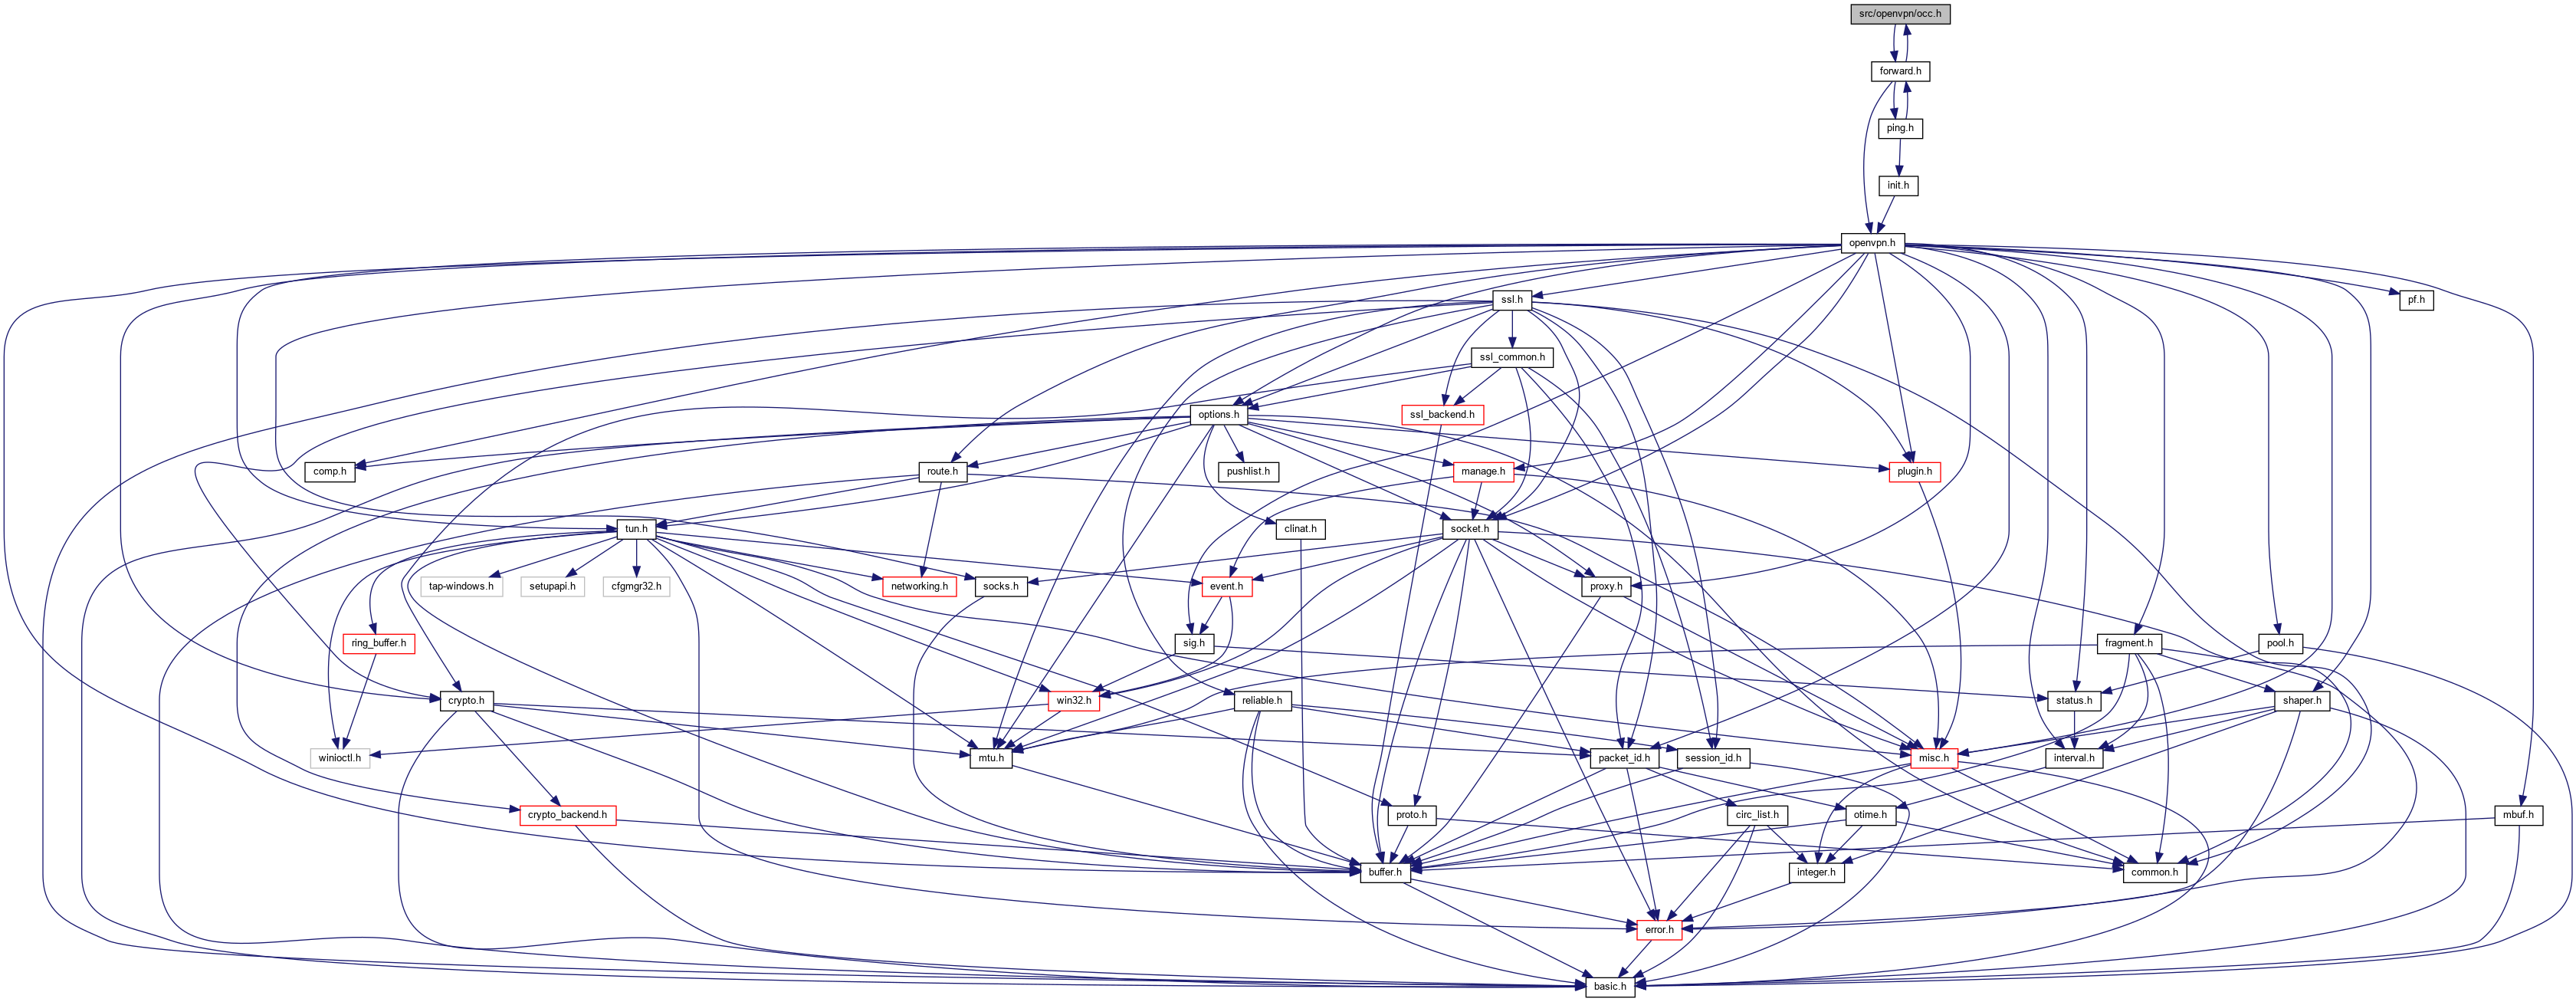 src/openvpn/occ.h
forward.h
ping.h
init.h
openvpn.h
ssl.h
pf.h
ssl_common.h
options.h
ssl_backend.h
comp.h
route.h
pushlist.h
manage.h
plugin.h
tun.h
clinat.h
socket.h
tap-windows.h
setupapi.h
cfgmgr32.h
networking.h
socks.h
event.h
proxy.h
ring_buffer.h
sig.h
fragment.h
pool.h
crypto.h
win32.h
reliable.h
status.h
shaper.h
winioctl.h
mtu.h
packet_id.h
session_id.h
misc.h
interval.h
crypto_backend.h
proto.h
circ_list.h
otime.h
mbuf.h
buffer.h
integer.h
common.h
error.h
basic.h